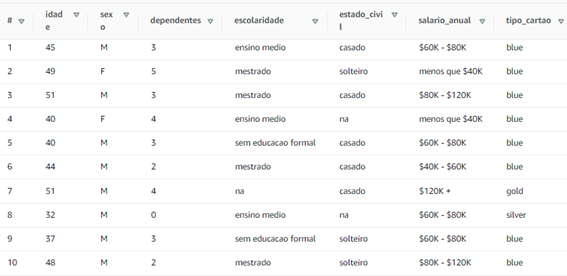 # idade sexo dependentes escolaridade estado_civil salario_anual tipo_cartao
1 45 M 3 ensino medio casado $60K - $80K blue
2 49 F 5 mestrado solteiro menos que $40K blue
3 51 M 3 mestrado casado $80K - $120K blue
4 40 F 4 ensino medio na menos que $40K blue
5 40 M 3 sem educacao formal casado $60K - $80K blue
6 44 M 2 mestrado casado $40K - $60K blue
7 51 M 4 na casado $120K + gold
8 32 M 0 ensino medio na $60K - $80K silver
9 37 M 3 sem educacao formal solteiro $60K - $80K blue
10 48 M 2 mestrado solteiro $80K - $120K blue